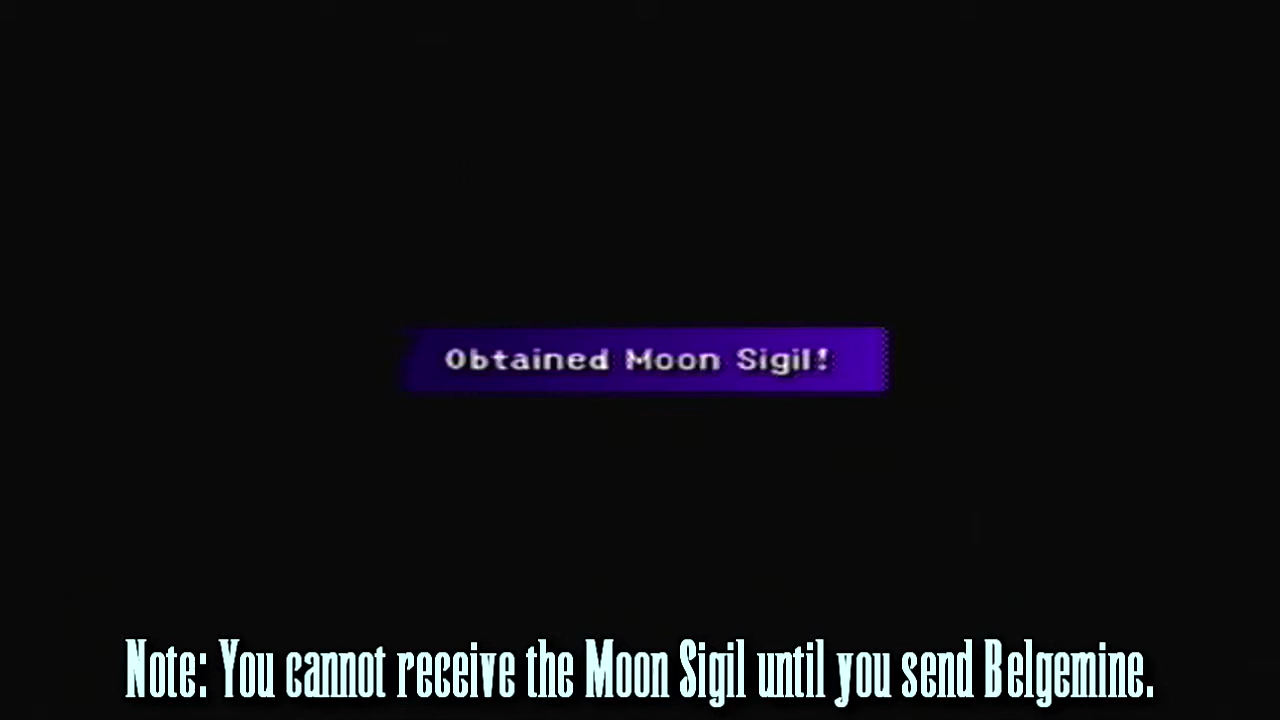 Obtained Moon Sigil!
Note: You cannot receive the Moon Sigil until you send Belgemine.